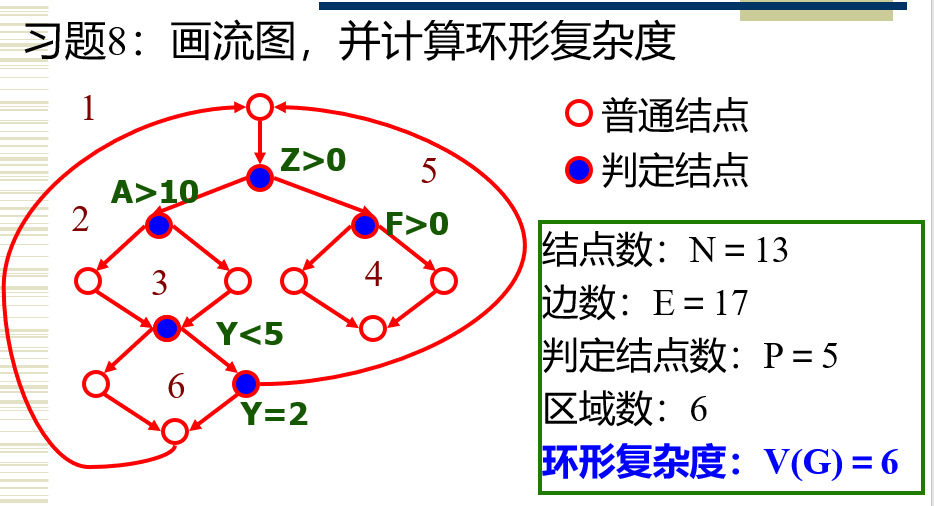 习题8：画流图，并计算环形复杂度
1
普通结点
Z>0
判定结点
5
A>10
2
F>0
结点数：N＝13
3
4
边数：E＝17
Y<5
判定结点数：P＝5
6
区域数：6
Y=2
环形复杂度：V(G)＝6